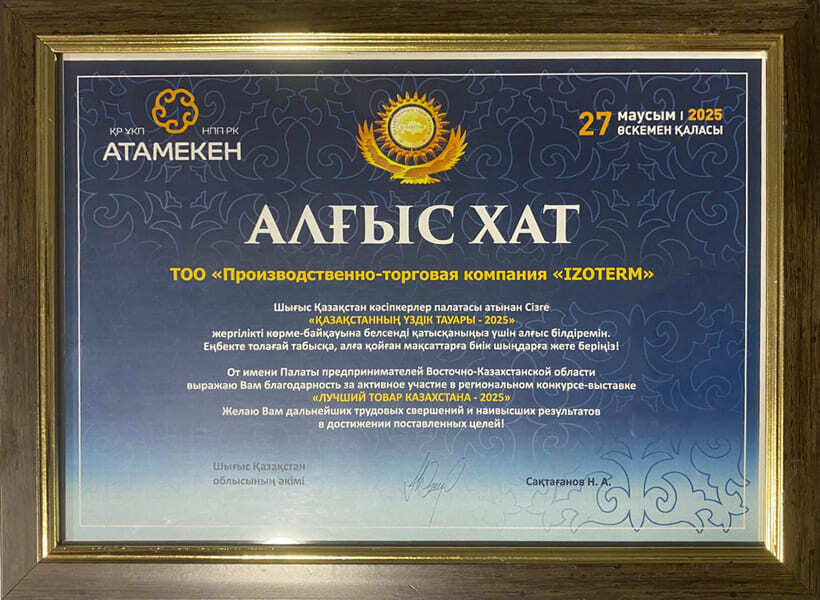 ҚР ҰКП НПП РК
АТАМЕКЕН
27 маусым | 2025
ӨСКЕМЕН ҚАЛАСЫ
АЛҒЫС ХАТ
ТОО «Производственно-торговая компания «IZOTERM»
Шығыс Қазақстан кәсіпкерлер палатасы атынан Сізге
«ҚАЗАҚСТАННЫҢ ҮЗДІК ТАУАРЫ - 2025»
жергілікті көрме-байқауына белсенді қатысқаныңыз үшін алғыс білдіремін.
Еңбекте толағай табысқа, алға қойған мақсаттарға биік шыңдарға жете беріңіз!
От имени Палаты предпринимателей Восточно-Казахстанской области
выражаю Вам благодарность за активное участие в региональном конкурсе-выставке
«ЛУЧШИЙ ТОВАР КАЗАХСТАНА - 2025»
Желаю Вам дальнейших трудовых свершений и наивысших результатов
в достижении поставленных целей!
Шығыс Қазақстан
облысының әкімі
Сақтағанов Н. А.